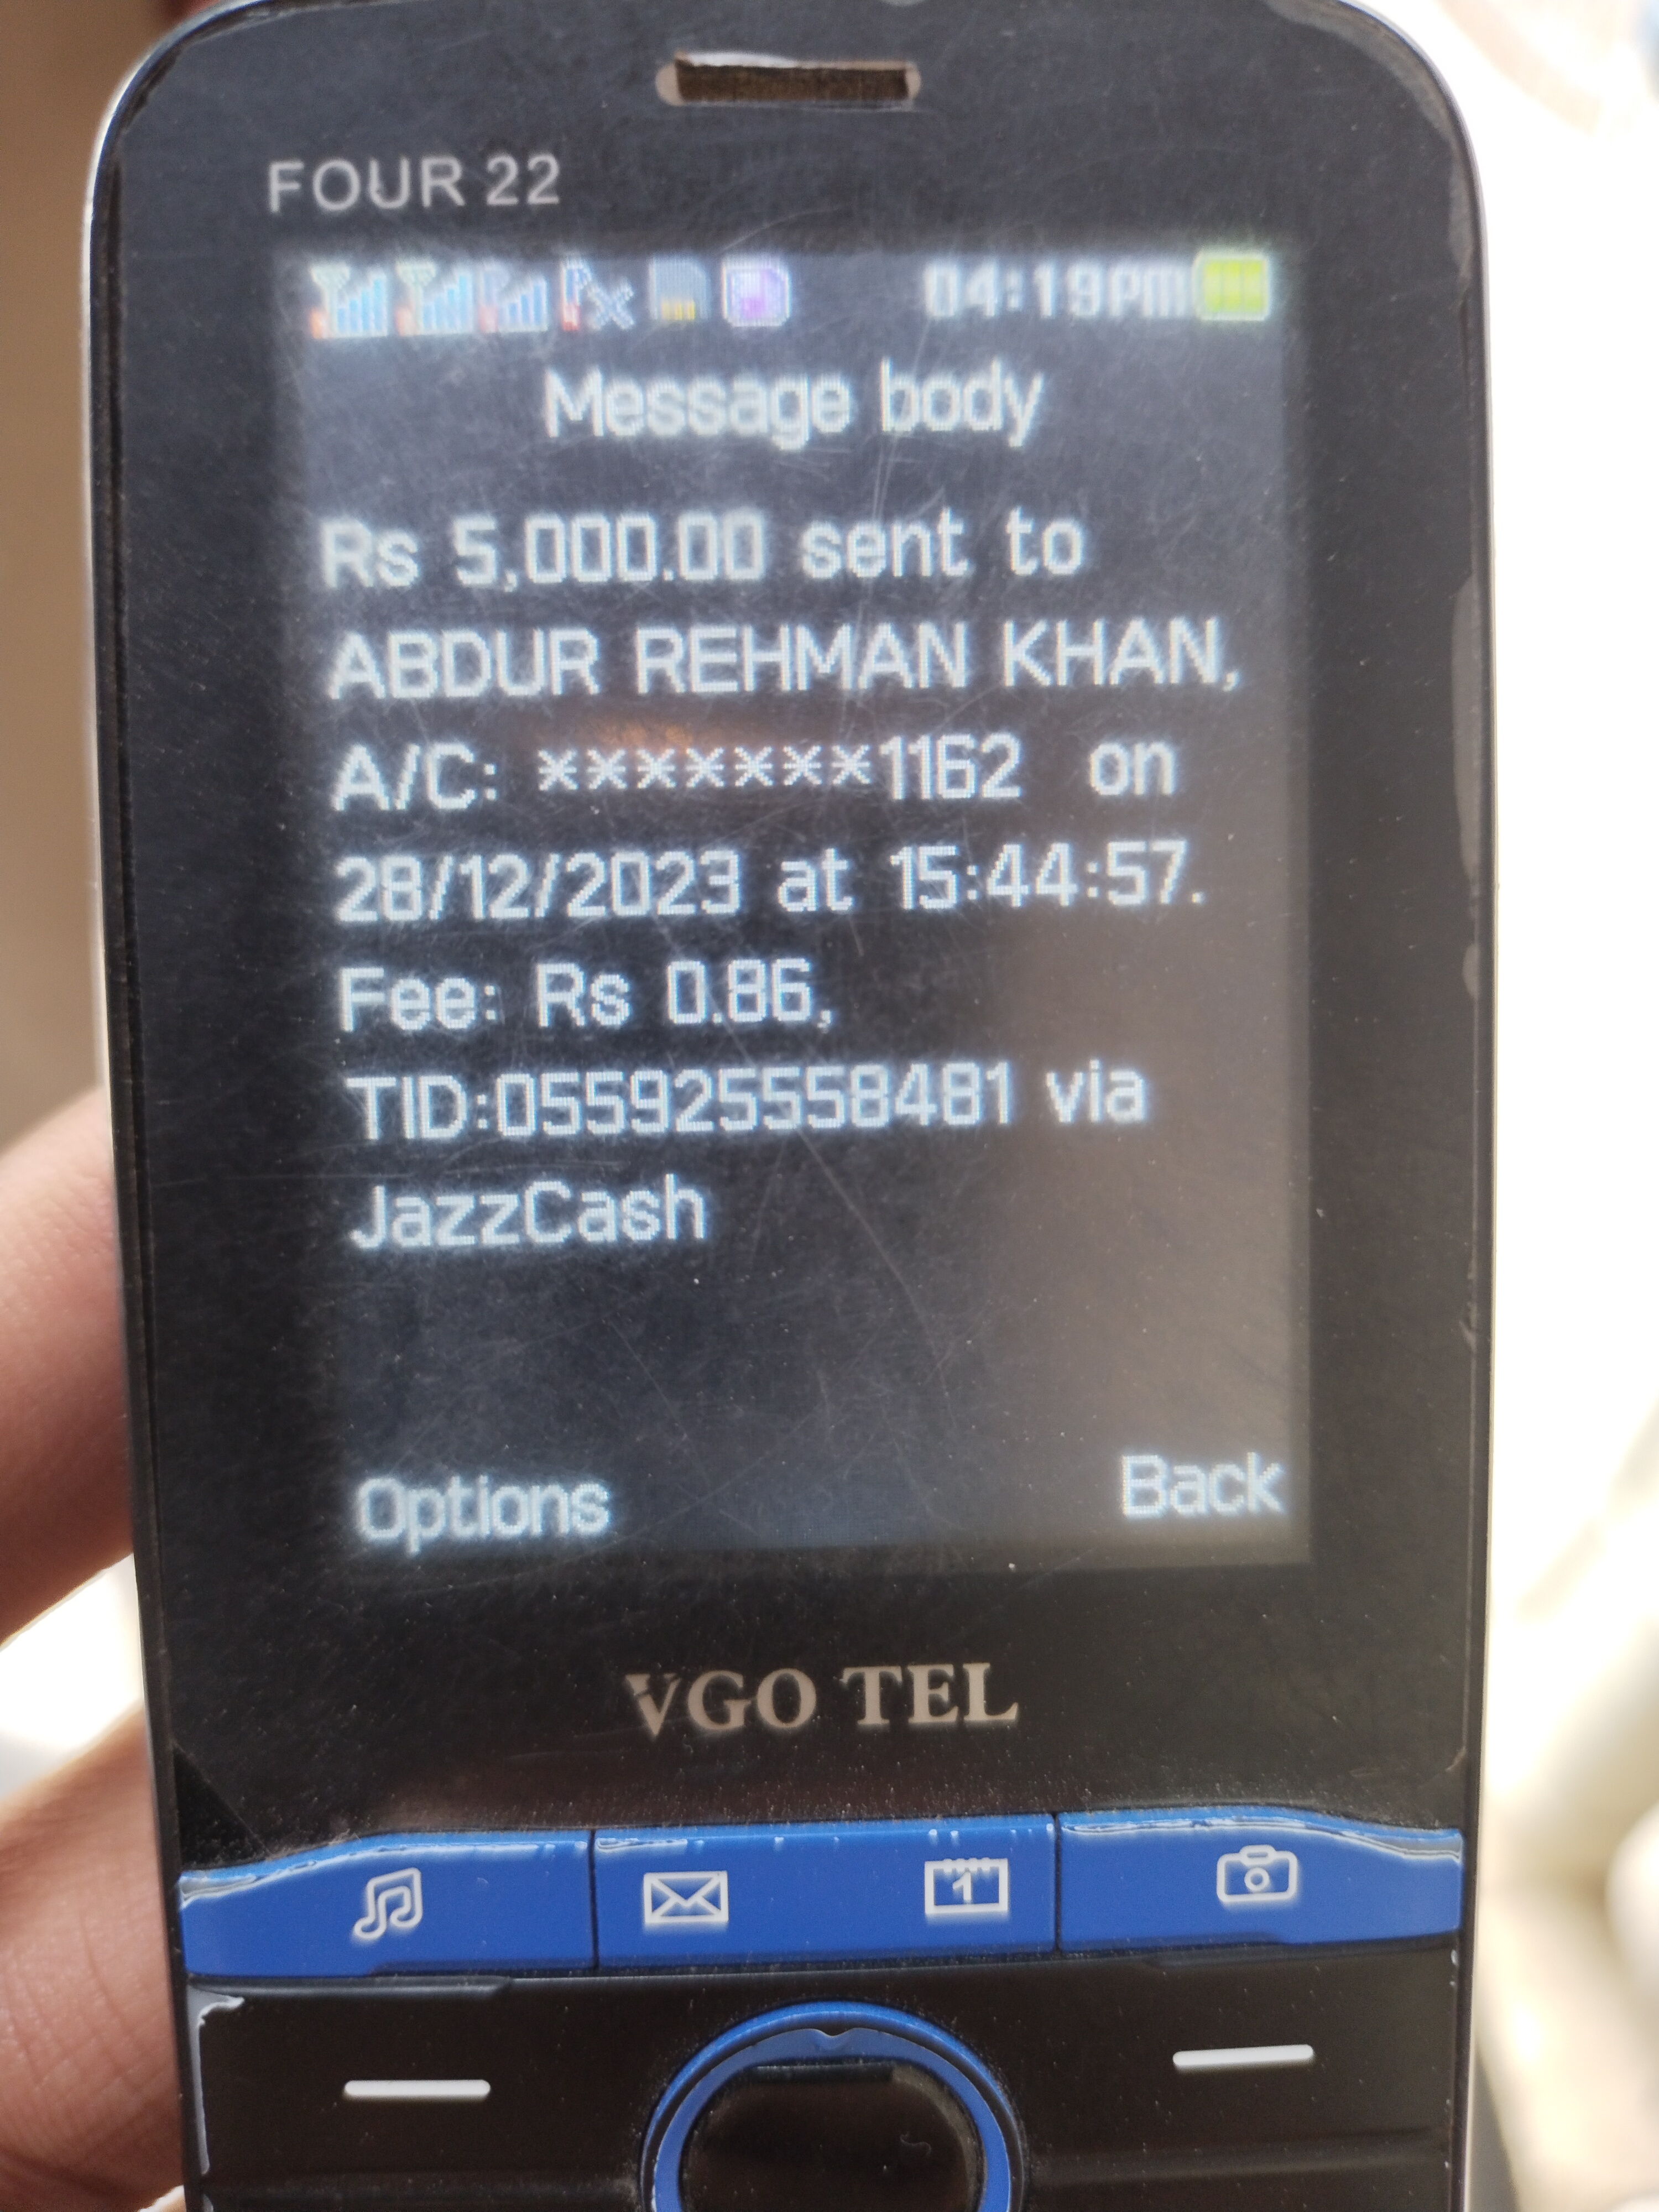 FOUR 22
04:19PM
Message body
Rs 5,000.00 sent to
ABDUR REHMAN KHAN,
A/C: *******1162 on
28/12/2023 at 15:44:57.
Fee: Rs 0.86,
TID:055925558481 via
JazzCash
Options Back
VGO TEL
1